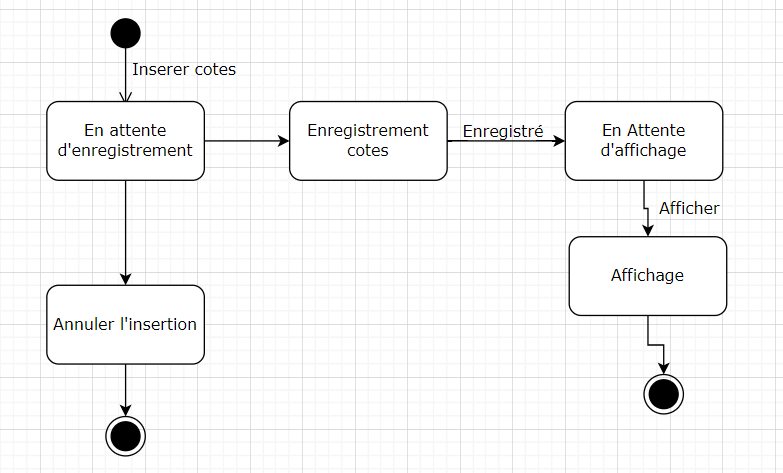 Inserer cotes
En attente
d'enregistrement
Enregistrement
cotes
Enregistré
En Attente
d'affichage
Afficher
Affichage
Annuler l'insertion